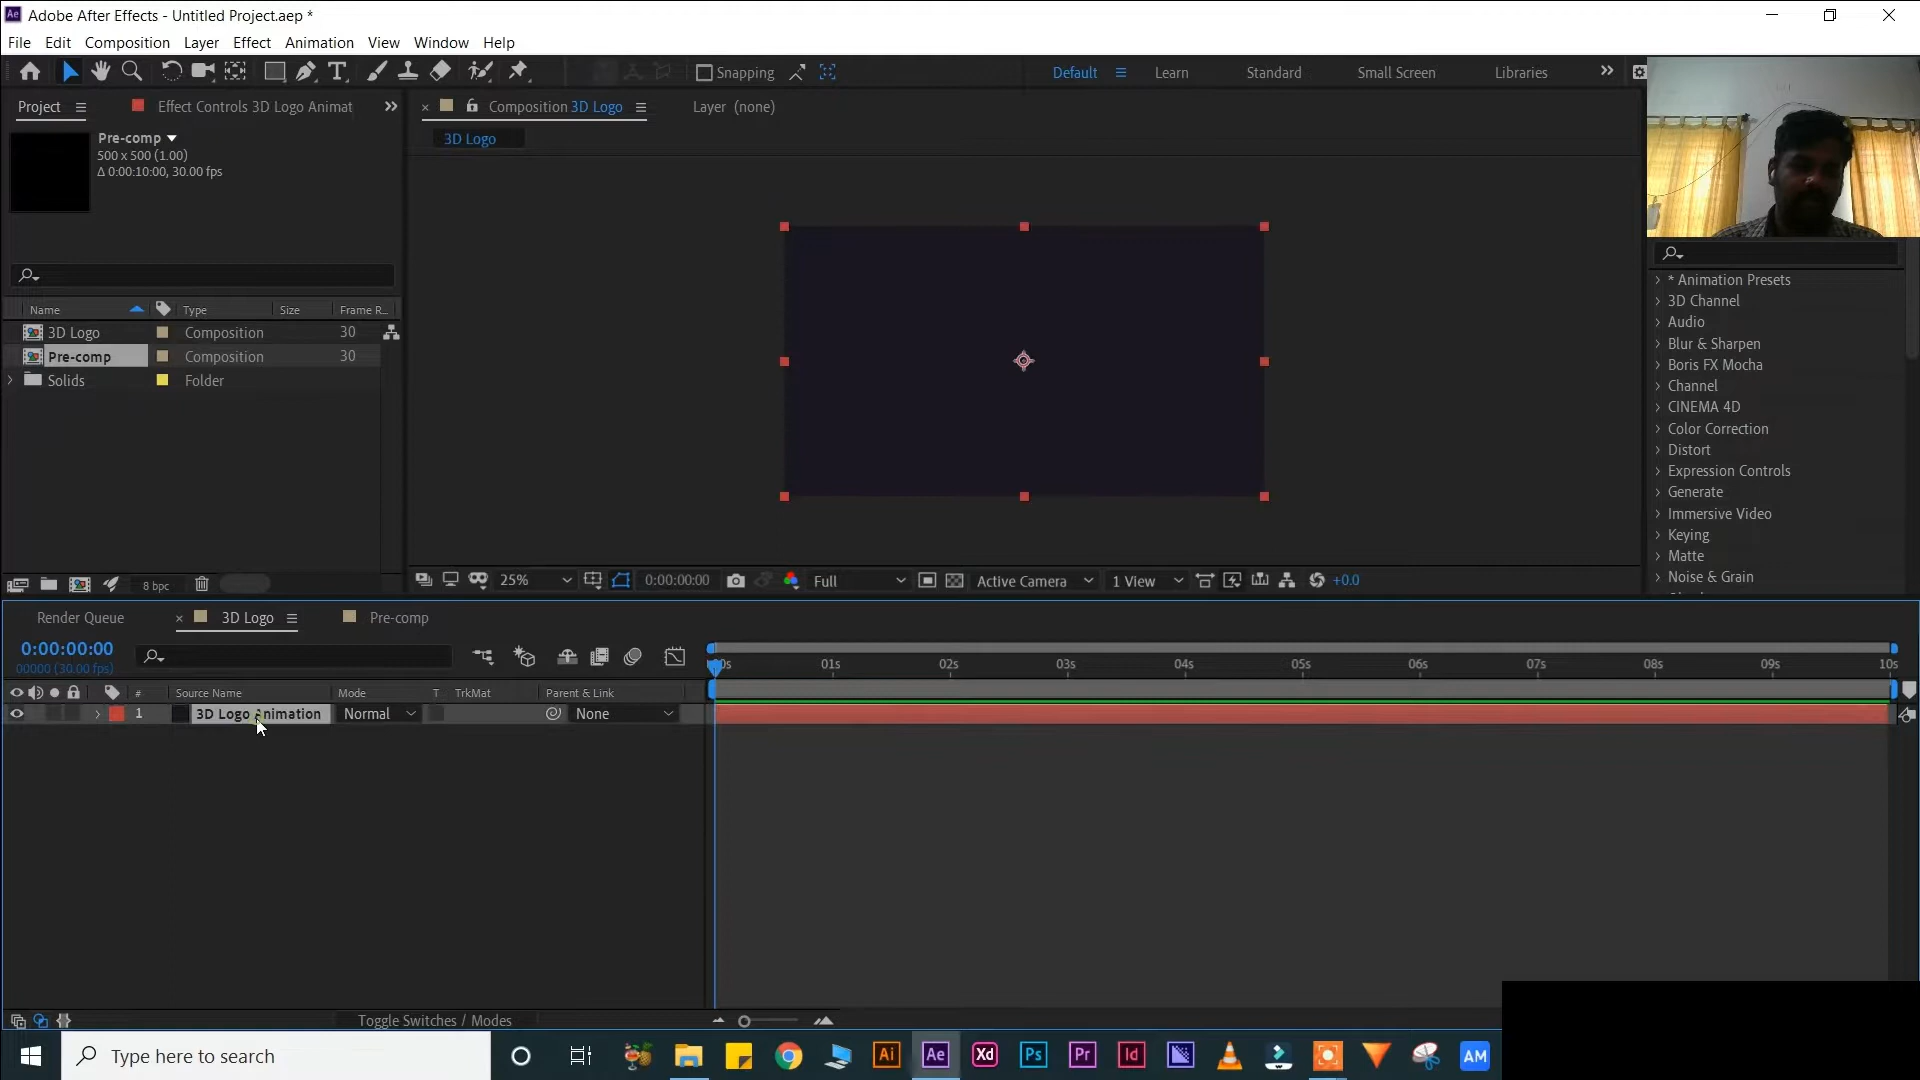 Adobe After Effects - Untitled Project.aep *
File Edit Composition Layer Effect Animation View Window Help
Snapping Default Learn Standard Small Screen Libraries
Project Effect Controls 3D Logo Animat
Composition 3D Logo Layer (none)
Pre-comp
500 x 500 (1.00)
Δ 0:00:10:00, 30.00 fps
3D Logo
* Animation Presets
3D Channel
Audio
Blur & Sharpen
Boris FX Mocha
Channel
CINEMA 4D
Color Correction
Distort
Expression Controls
Generate
Immersive Video
Keying
Matte
Noise & Grain
Name Type Size Frame R...
3D Logo Composition 30
Pre-comp Composition 30
Solids Folder
8 bpc
25% 0:00:00:00 Full Active Camera 1 View +0.0
Render Queue 3D Logo Pre-comp
0:00:00:00
00000 (30.00 fps)
01s 02s 03s 04s 05s 06s 07s 08s 09s 10s
# Source Name Mode T TrkMat Parent & Link
1 3D Logo Animation Normal None
Toggle Switches / Modes
Type here to search
Ai Ae Xd Ps Pr Id AM